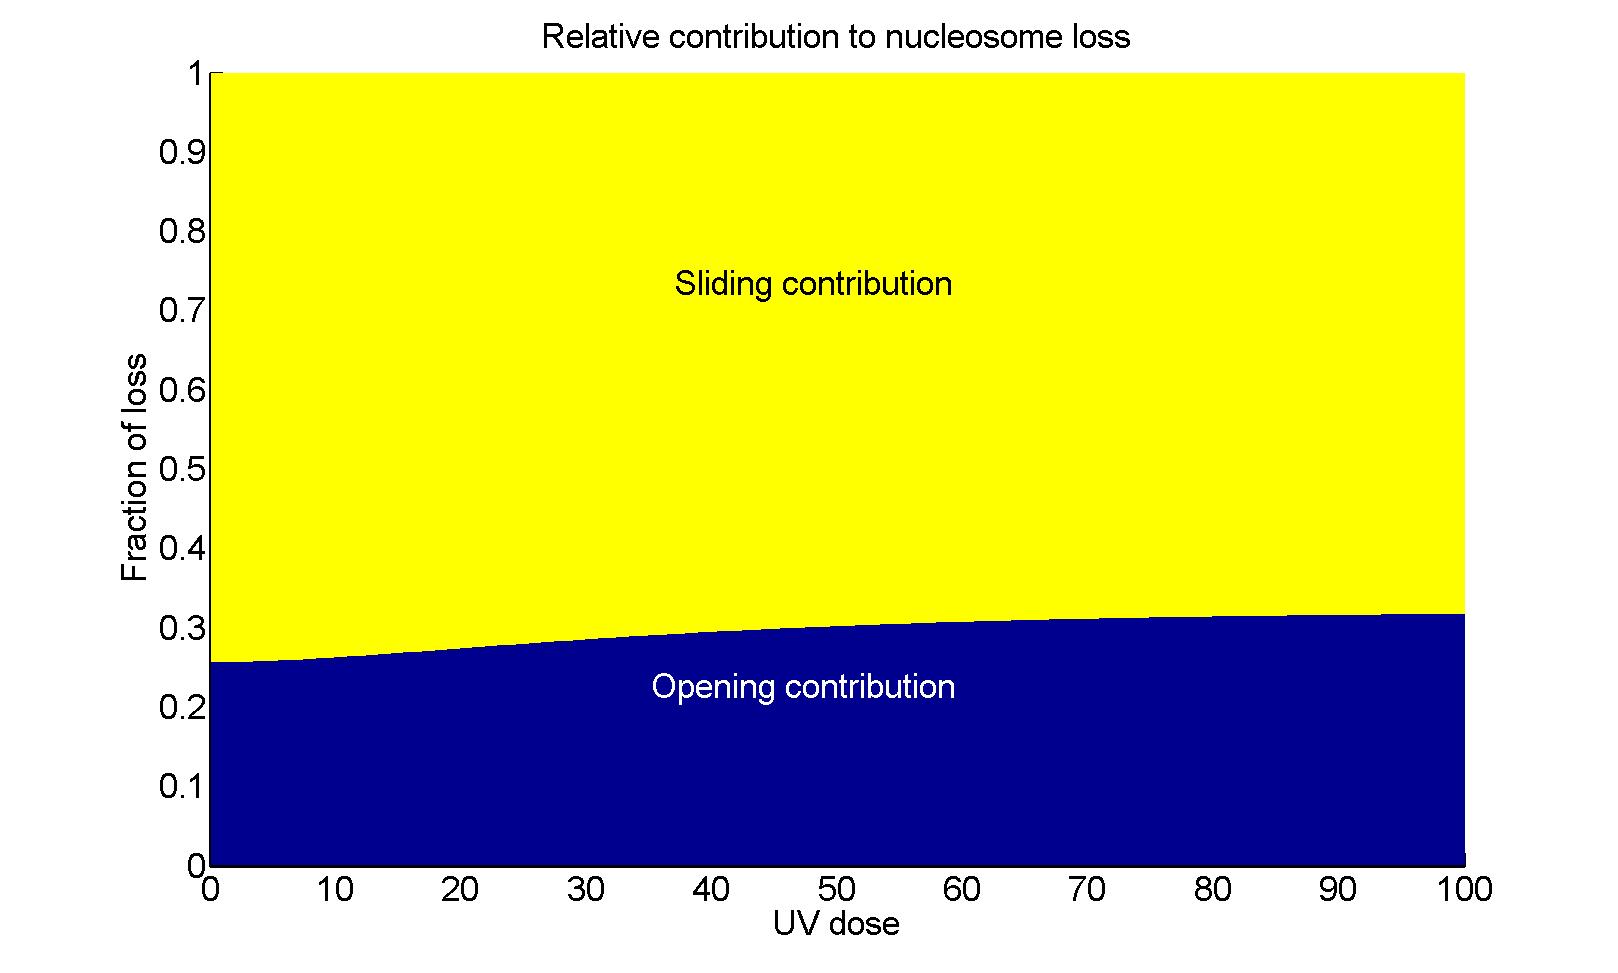 Relative contribution to nucleosome loss
1
0.9
0.8
0.7
0.6
0.5
0.4
0.3
0.2
0.1
0
Fraction of loss
Sliding contribution
Opening contribution
0 10 20 30 40 50 60 70 80 90 100
UV dose